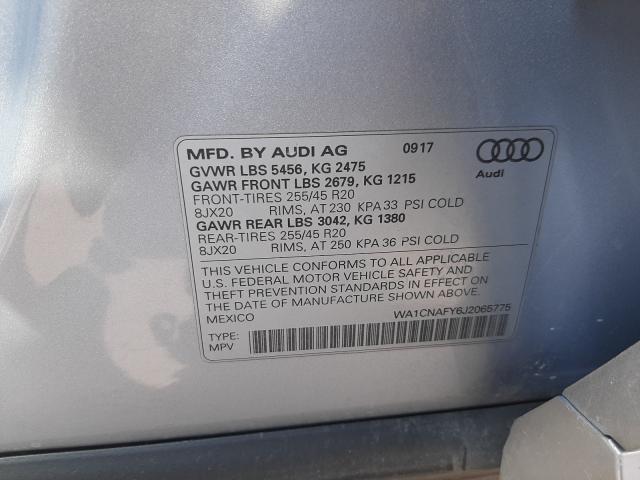 MFD. BY AUDI AG 0917
GVWR LBS 5456, KG 2475
GAWR FRONT LBS 2679, KG 1215
FRONT-TIRES 255/45 R20
8JX20 RIMS, AT 230 KPA 33 PSI COLD
GAWR REAR LBS 3042, KG 1380
REAR-TIRES 255/45 R20
8JX20 RIMS, AT 250 KPA 36 PSI COLD
THIS VEHICLE CONFORMS TO ALL APPLICABLE
U.S. FEDERAL MOTOR VEHICLE SAFETY AND
THEFT PREVENTION STANDARDS IN EFFECT ON
THE DATE OF MANUFACTURE SHOWN ABOVE.
MEXICO
WA1CNAFY6J2065775
TYPE:
MPV
Audi